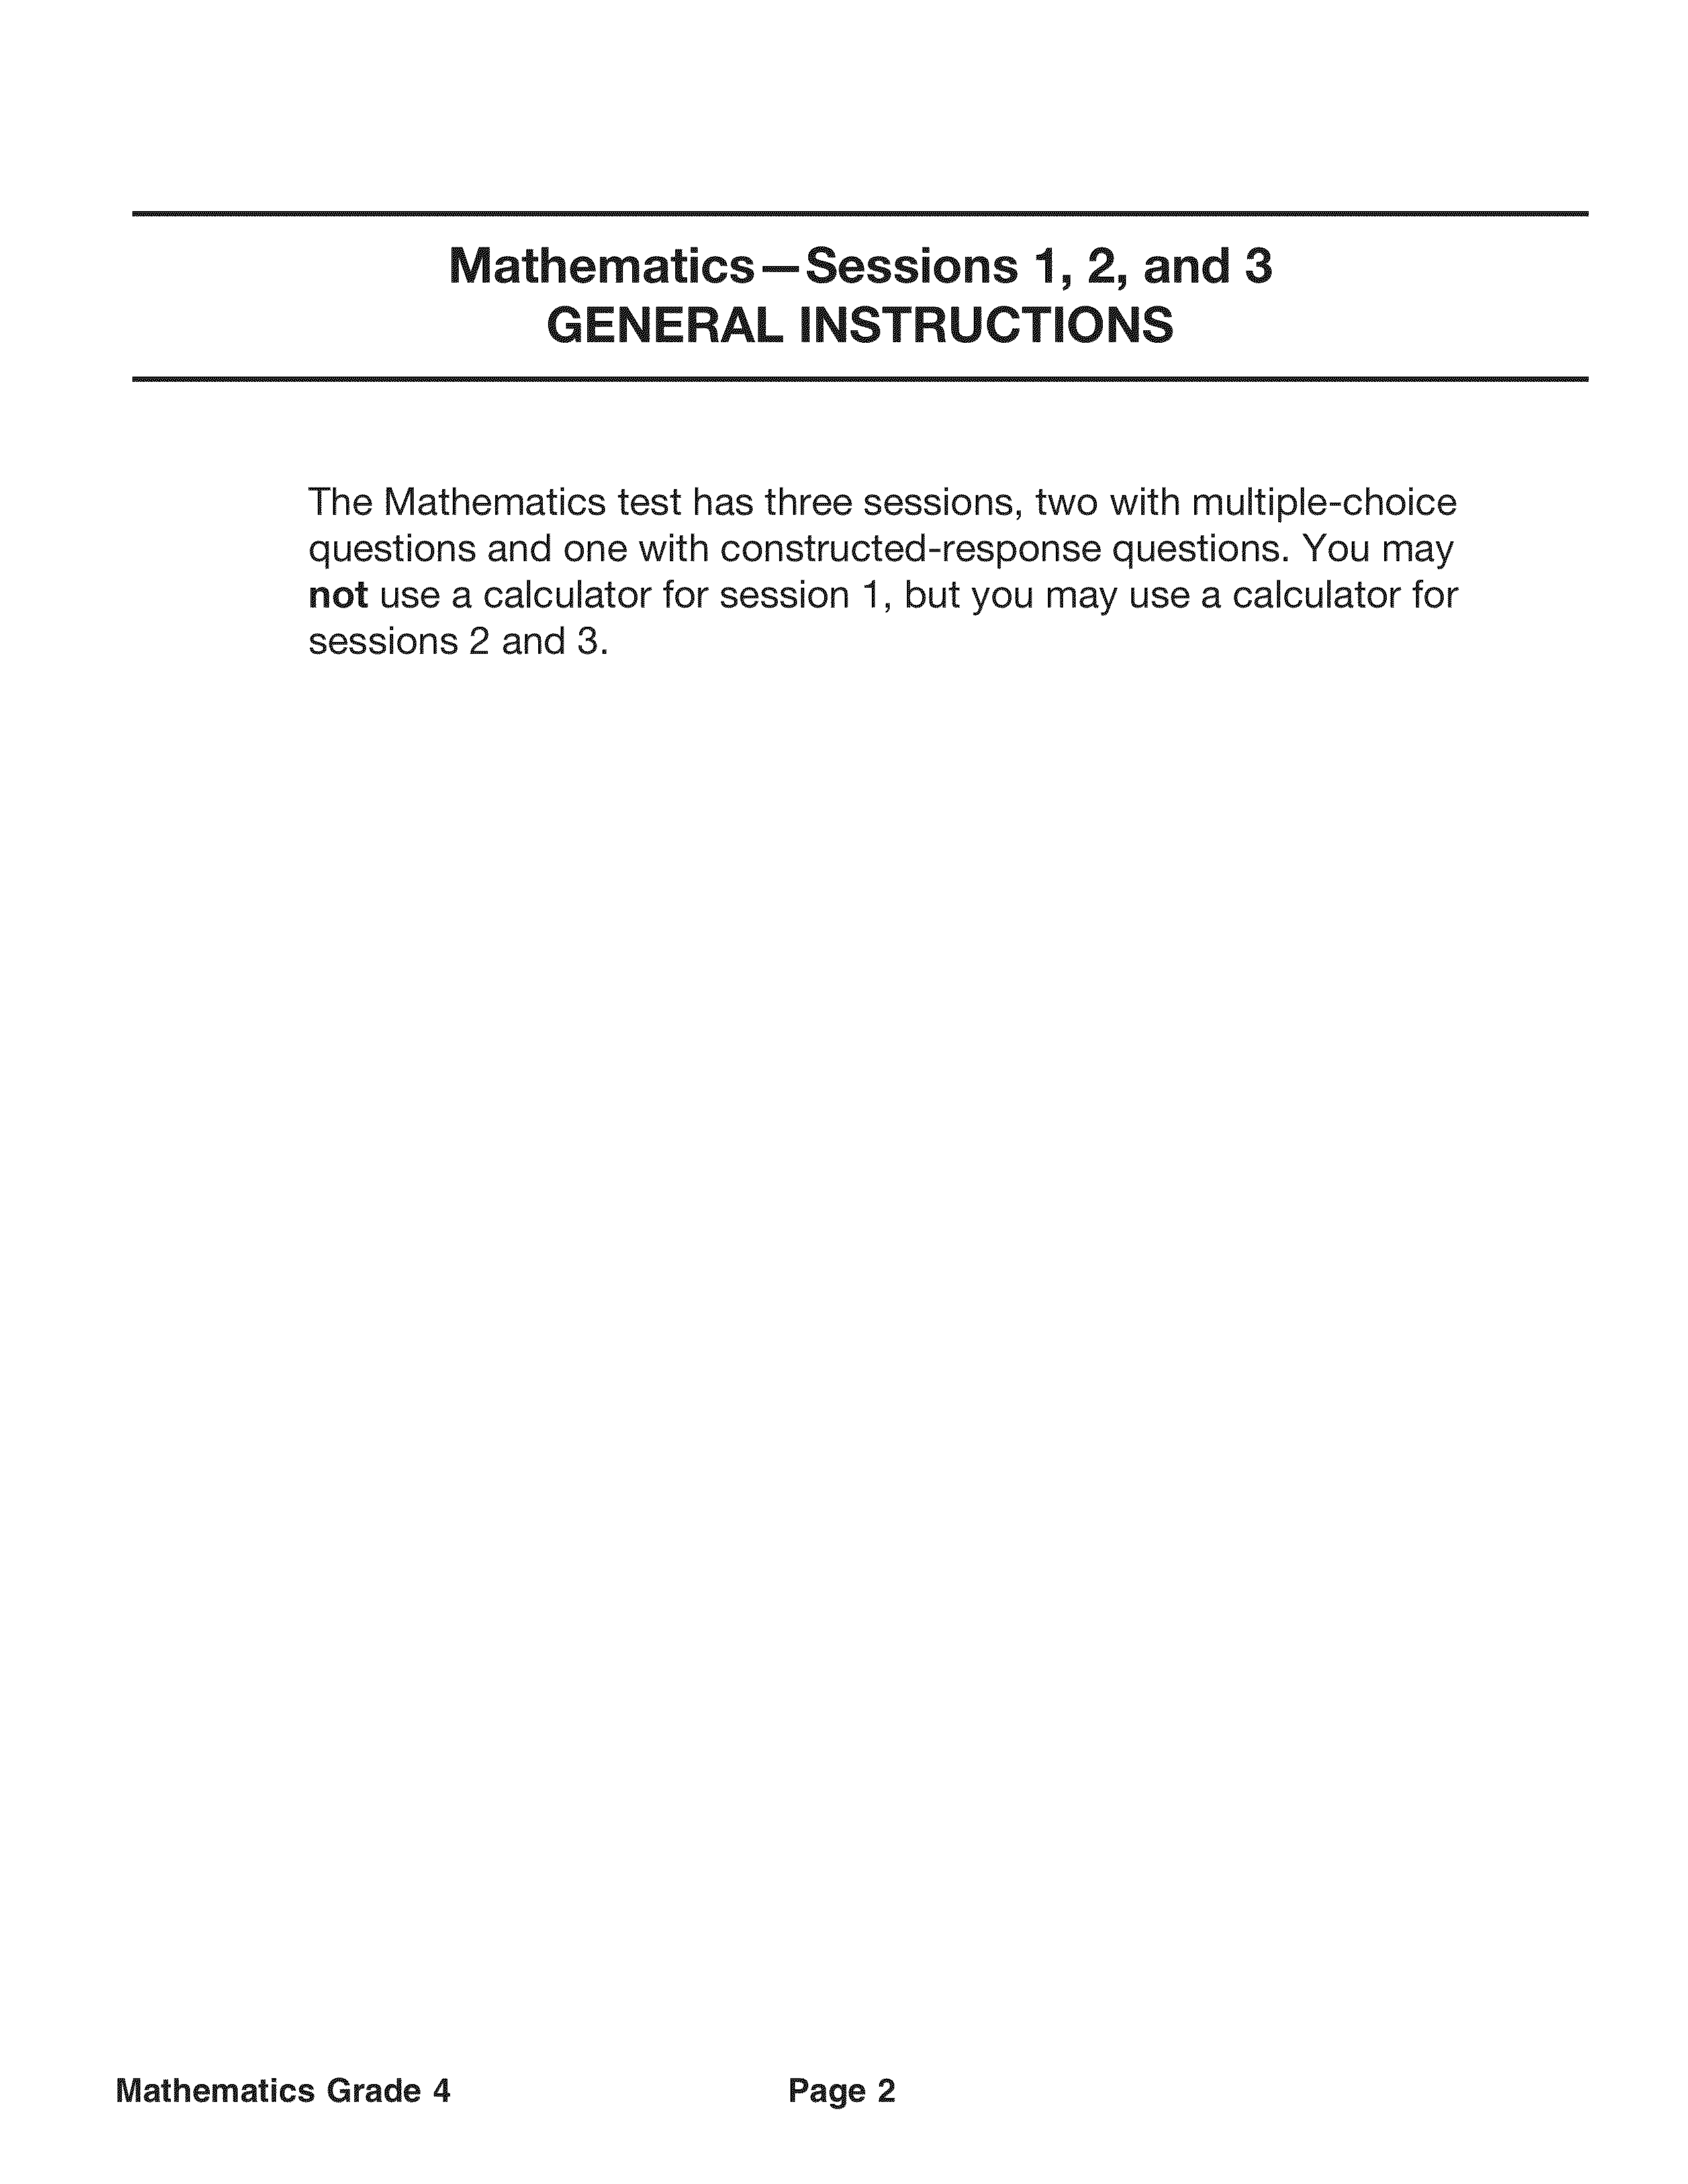 Mathematics—Sessions 1, 2, and 3
GENERAL INSTRUCTIONS
The Mathematics test has three sessions, two with multiple-choice
questions and one with constructed-response questions. You may
not use a calculator for session 1, but you may use a calculator for
sessions 2 and 3.
Mathematics Grade 4 Page 2